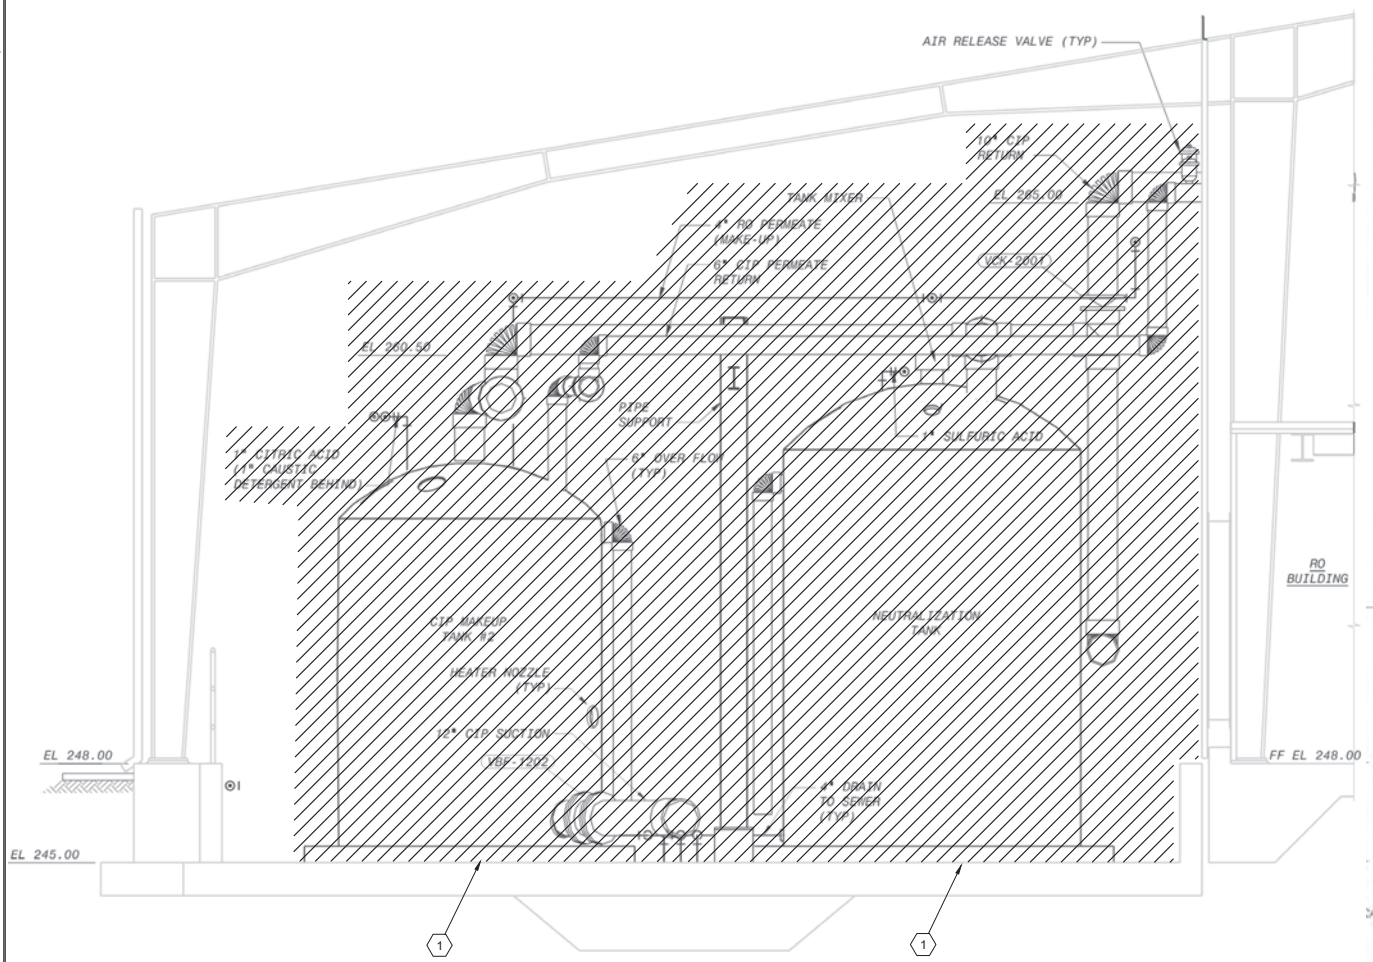 AIR RELEASE VALVE (TYP)
10" CIP
RETURN
EL 265.00
TANK MIXER
4" RO PERMEATE
(MAKE-UP)
VCK-2001
6" CIP PERMEATE
RETURN
EL 260.50
PIPE
SUPPORT
1" SULFURIC ACID
1" CITRIC ACID
(1" CAUSTIC
DETERGENT BEHIND)
6" OVER FLOW
(TYP)
RO
BUILDING
CIP MAKEUP
TANK #2
NEUTRALIZATION
TANK
HEATER NOZZLE
(TYP)
12" CIP SUCTION
VBF-1202
EL 248.00
FF EL 248.00
4" DRAIN
TO SEWER
(TYP)
EL 245.00
1
1